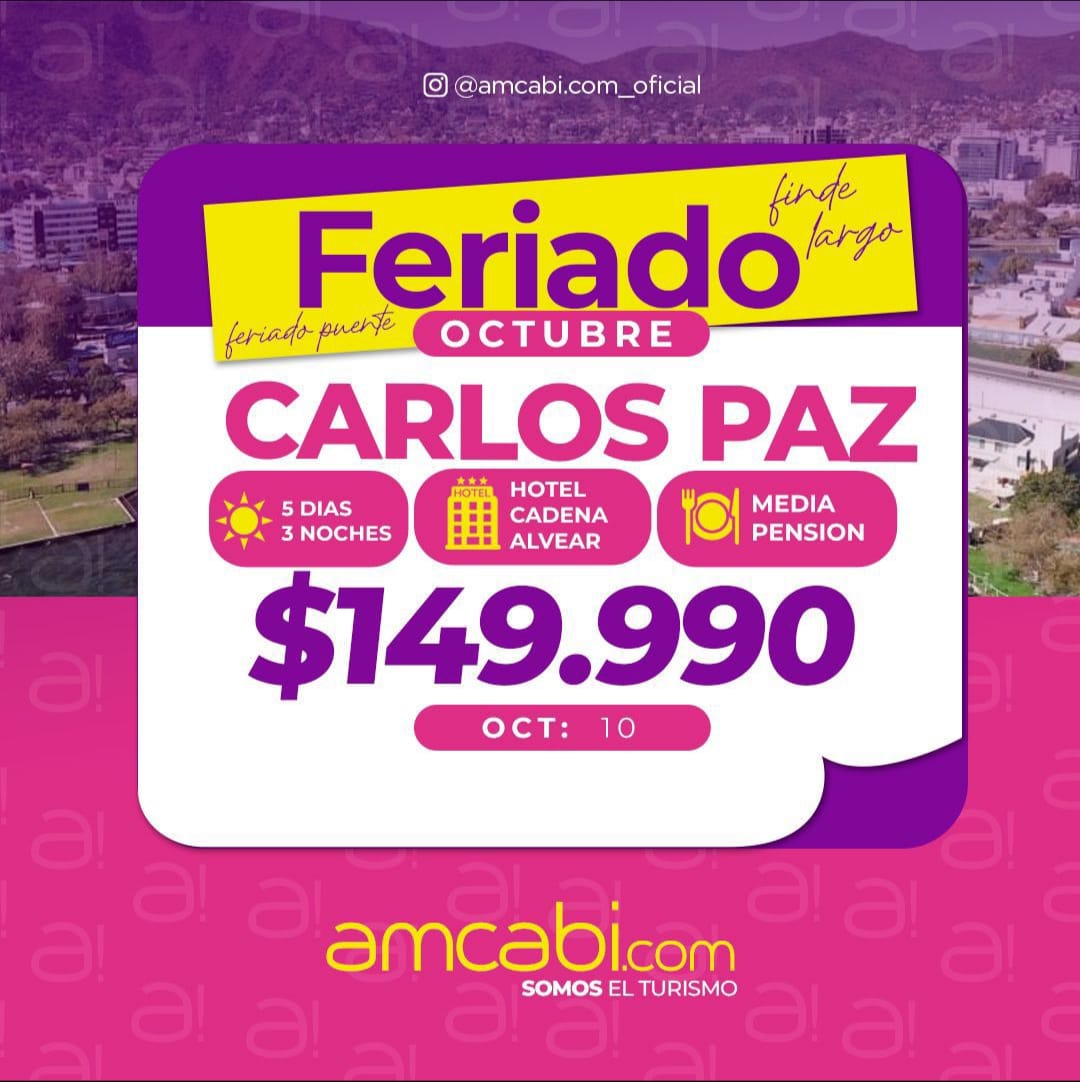 @amcabi.com_oficial
finde
largo
Feriado
feriado puente
OCTUBRE
CARLOS PAZ
5 DIAS
3 NOCHES
HOTEL
HOTEL
CADENA
ALVEAR
MEDIA
PENSION
$149.990
OCT: 10
amcabi.com
SOMOS EL TURISMO